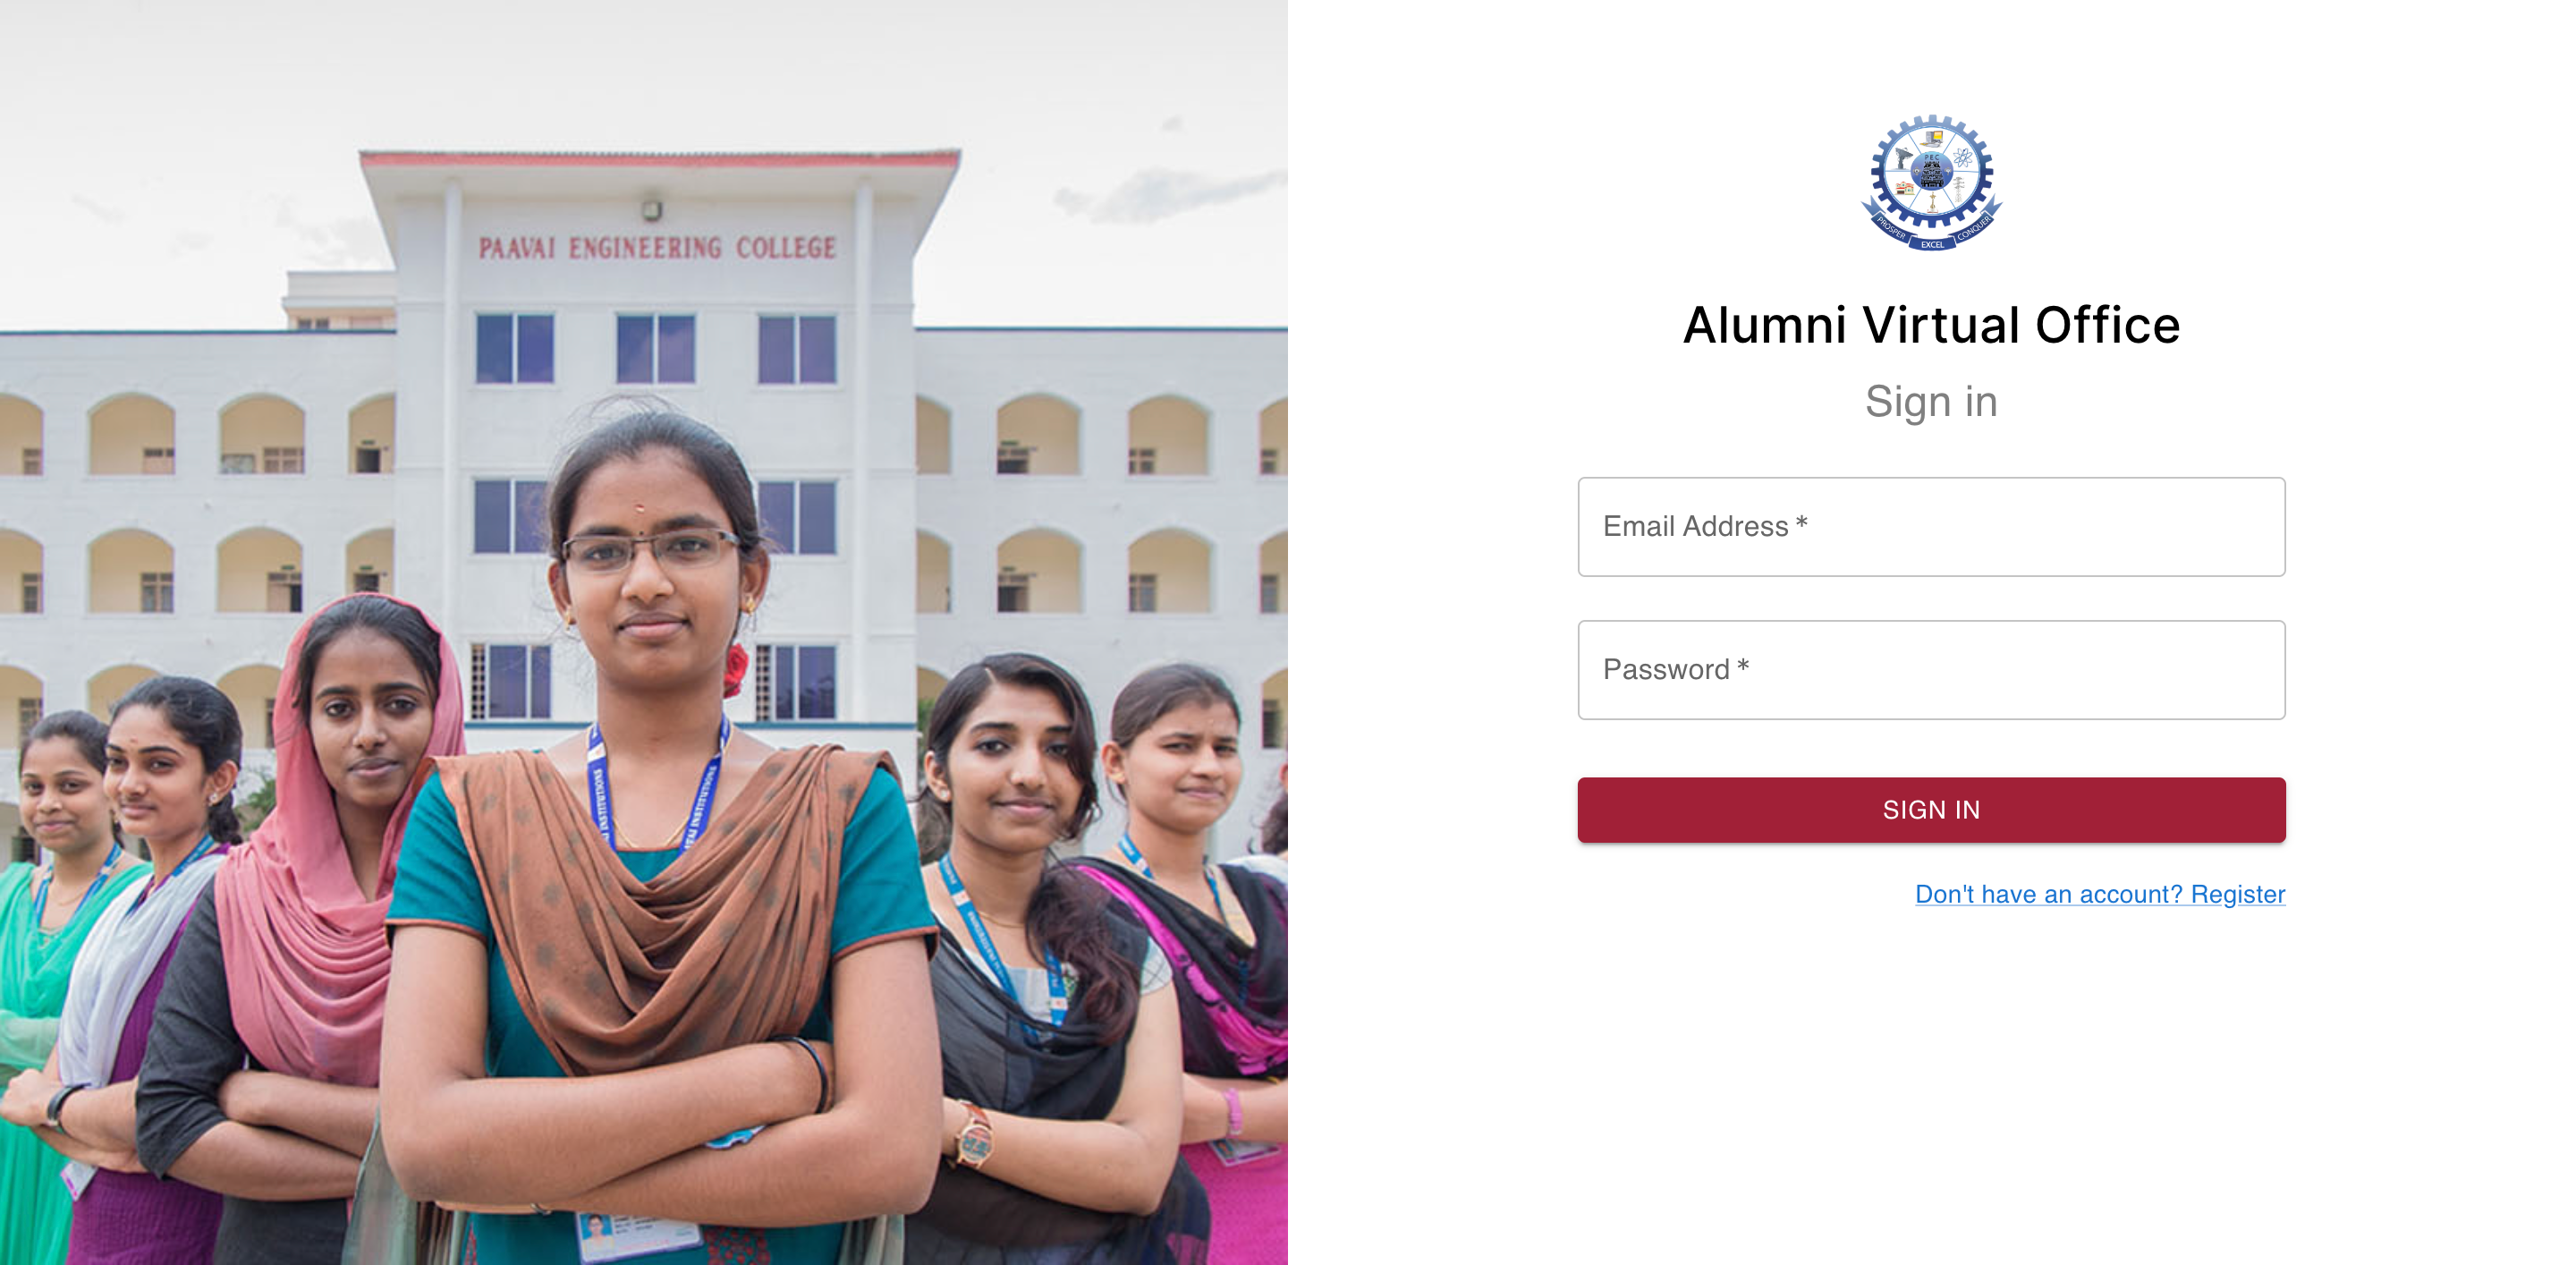 PAAVAI ENGINEERING COLLEGE
PEC
PROSPER EXCEL CONQUER
Alumni Virtual Office
Sign in
Email Address *
Password *
SIGN IN
Don't have an account? Register